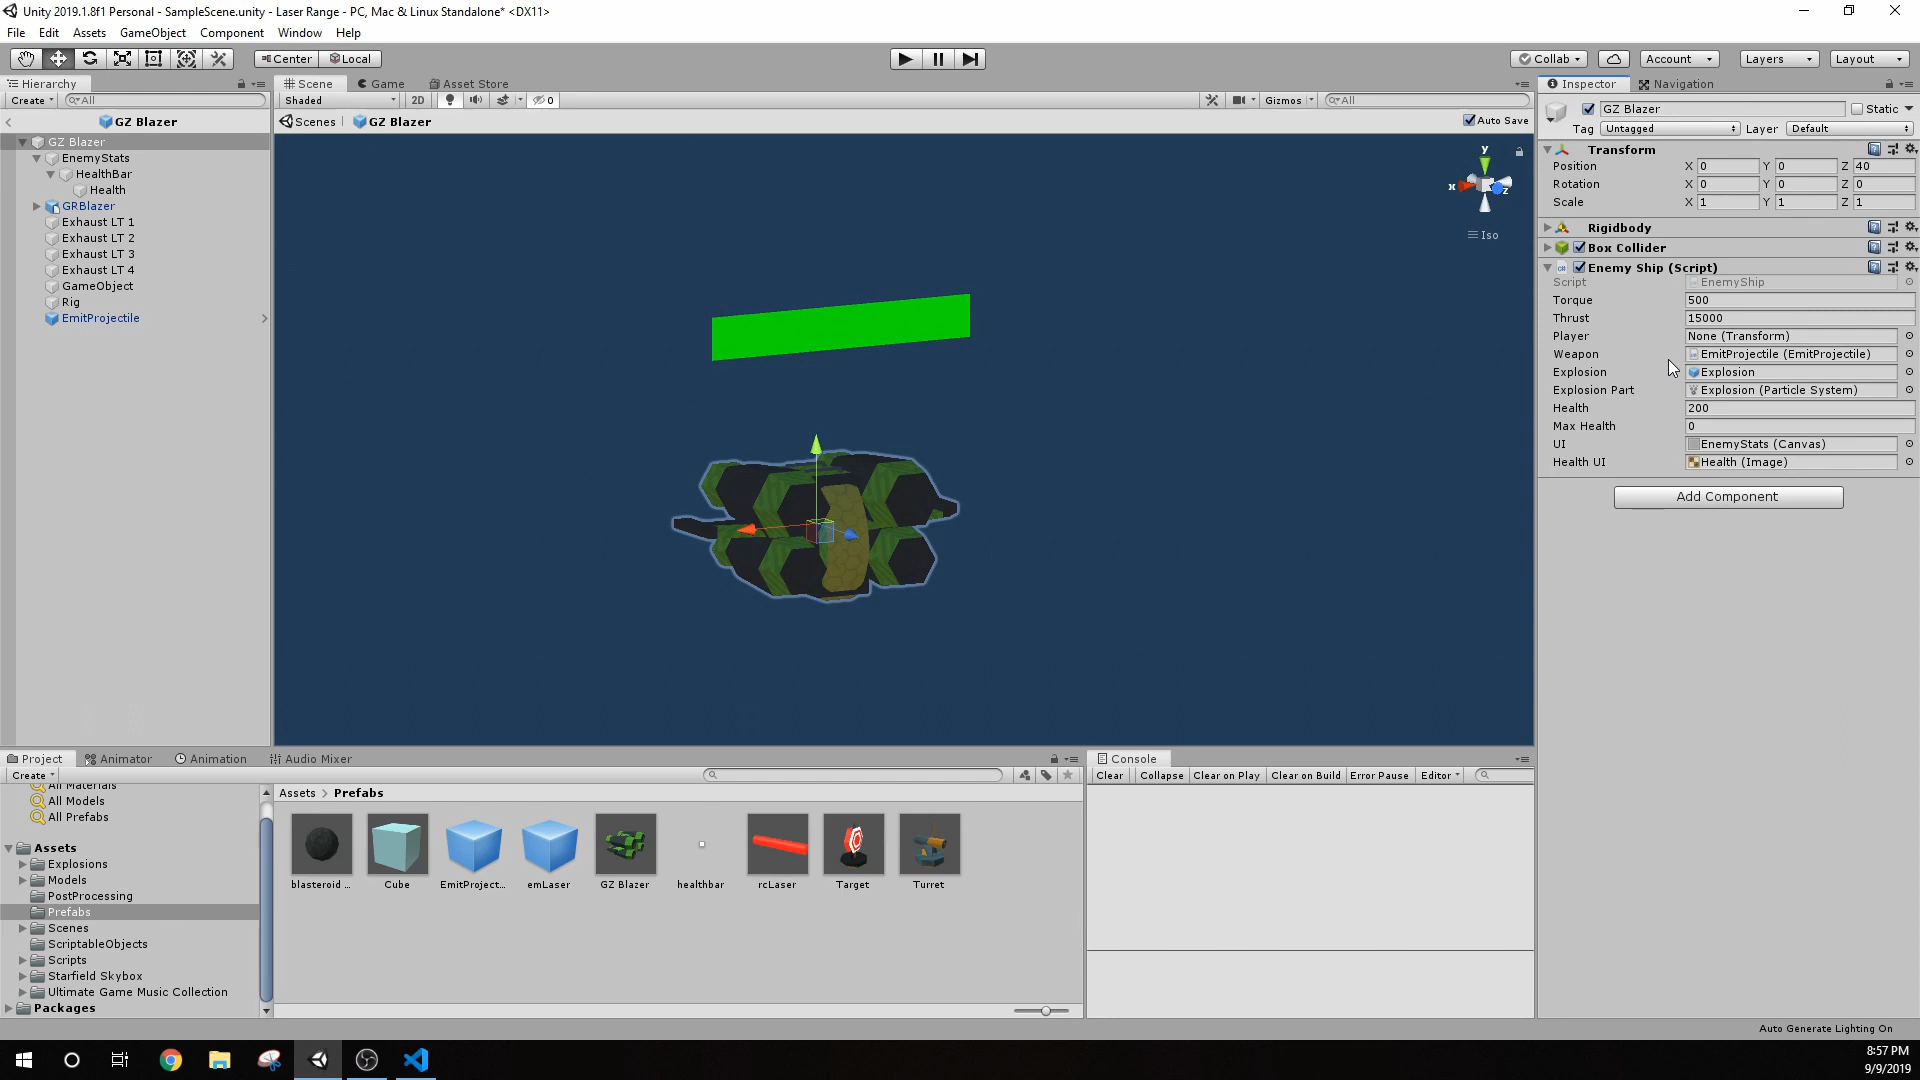 Unity 2019.1.8f1 Personal - SampleScene.unity - Laser Range - PC, Mac & Linux Standalone* <DX11>
File Edit Assets GameObject Component Window Help
Center Local Collab Account Layers Layout
Hierarchy
Create All
GZ Blazer
GZ Blazer
EnemyStats
HealthBar
Health
GRBlazer
Exhaust LT 1
Exhaust LT 2
Exhaust LT 3
Exhaust LT 4
GameObject
Rig
EmitProjectile
Scene Game Asset Store
Shaded 2D 0 Gizmos All
Scenes GZ Blazer Auto Save
y
x
z
Iso
Inspector Navigation
GZ Blazer Static
Tag Untagged Layer Default
Transform
Position X 0 Y 0 Z 40
Rotation X 0 Y 0 Z 0
Scale X 1 Y 1 Z 1
Rigidbody
Box Collider
Enemy Ship (Script)
Script EnemyShip
Torque 500
Thrust 15000
Player None (Transform)
Weapon EmitProjectile (EmitProjectile)
Explosion Explosion
Explosion Part Explosion (Particle System)
Health 200
Max Health 0
UI EnemyStats (Canvas)
Health UI Health (Image)
Add Component
Project Animator Animation Audio Mixer
Create
All Materials
All Models
All Prefabs
Assets
Explosions
Models
PostProcessing
Prefabs
Scenes
ScriptableObjects
Scripts
Starfield Skybox
Ultimate Game Music Collection
Packages
Assets > Prefabs
blasteroid ... Cube EmitProject... emLaser GZ Blazer healthbar rcLaser Target Turret
Console
Clear Collapse Clear on Play Clear on Build Error Pause Editor
Auto Generate Lighting On
8:57 PM
9/9/2019